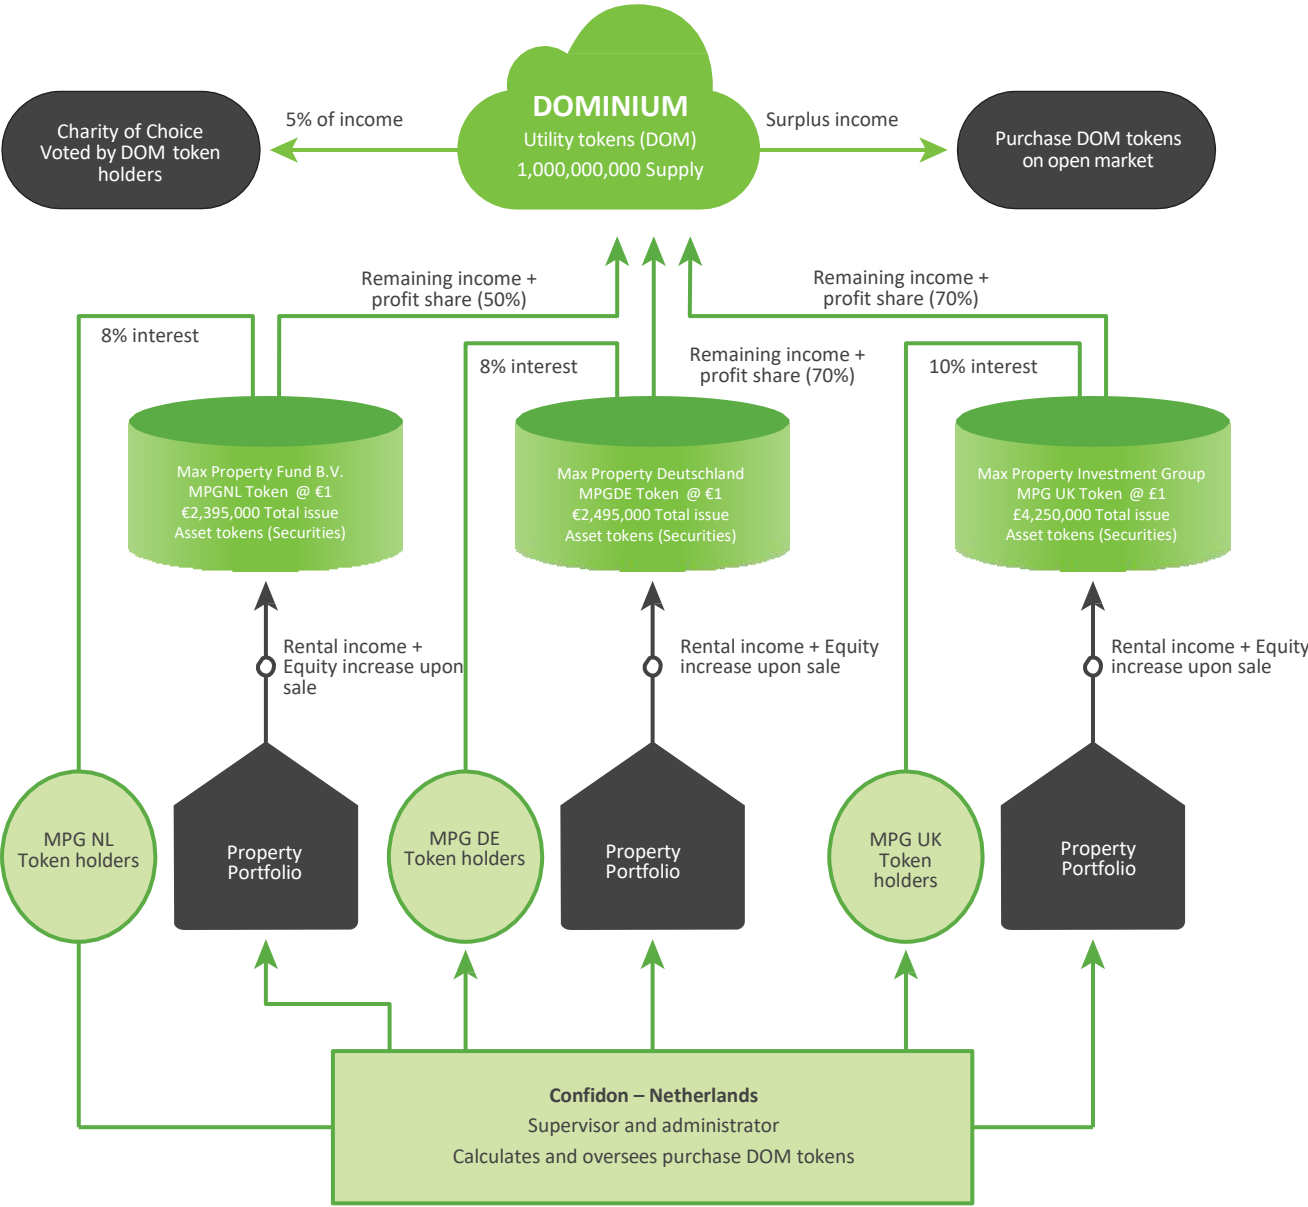 DOMINIUM
Utility tokens (DOM)
1,000,000,000 Supply
5% of income
Surplus income
Charity of Choice
Voted by DOM token
holders
Purchase DOM tokens
on open market
Remaining income +
profit share (50%)
Remaining income +
profit share (70%)
8% interest
8% interest
Remaining income +
profit share (70%)
10% interest
Max Property Fund B.V.
MPGNL Token @ €1
€2,395,000 Total issue
Asset tokens (Securities)
Max Property Deutschland
MPGDE Token @ €1
€2,495,000 Total issue
Asset tokens (Securities)
Max Property Investment Group
MPG UK Token @ £1
£4,250,000 Total issue
Asset tokens (Securities)
Rental income +
Equity increase upon
sale
Rental income + Equity
increase upon sale
Rental income + Equity
increase upon sale
MPG NL
Token holders
Property
Portfolio
MPG DE
Token holders
Property
Portfolio
MPG UK
Token
holders
Property
Portfolio
Confidon – Netherlands
Supervisor and administrator
Calculates and oversees purchase DOM tokens